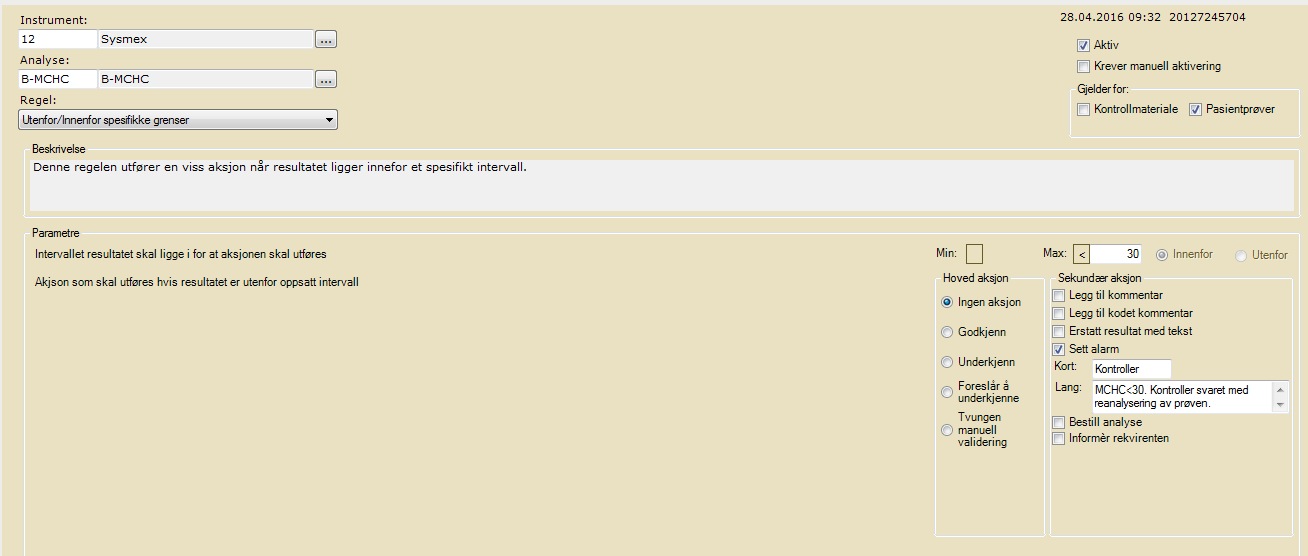 Instrument:
28.04.2016 09:32 20127245704
12 Sysmex ...
Aktiv
Analyse:
Krever manuell aktivering
B-MCHC B-MCHC ...
Gjelder for:
Regel:
Kontrollmateriale Pasientprøver
Utenfor/Innenfor spesifikke grenser
Beskrivelse
Denne regelen utfører en viss aksjon når resultatet ligger innefor et spesifikt intervall.
Parametre
Intervallet resultatet skal ligge i for at aksjonen skal utføres
Min: Max: < 30 Innenfor Utenfor
Akjson som skal utføres hvis resultatet er utenfor oppsatt intervall
Hoved aksjon
Ingen aksjon
Godkjenn
Underkjenn
Foreslår å
underkjenne
Tvungen
manuell
validering
Sekundær aksjon
Legg til kommentar
Legg til kodet kommentar
Erstatt resultat med tekst
Sett alarm
Kort: Kontroller
Lang: MCHC<30. Kontroller svaret med
reanalysering av prøven.
Bestill analyse
Informèr rekvirenten